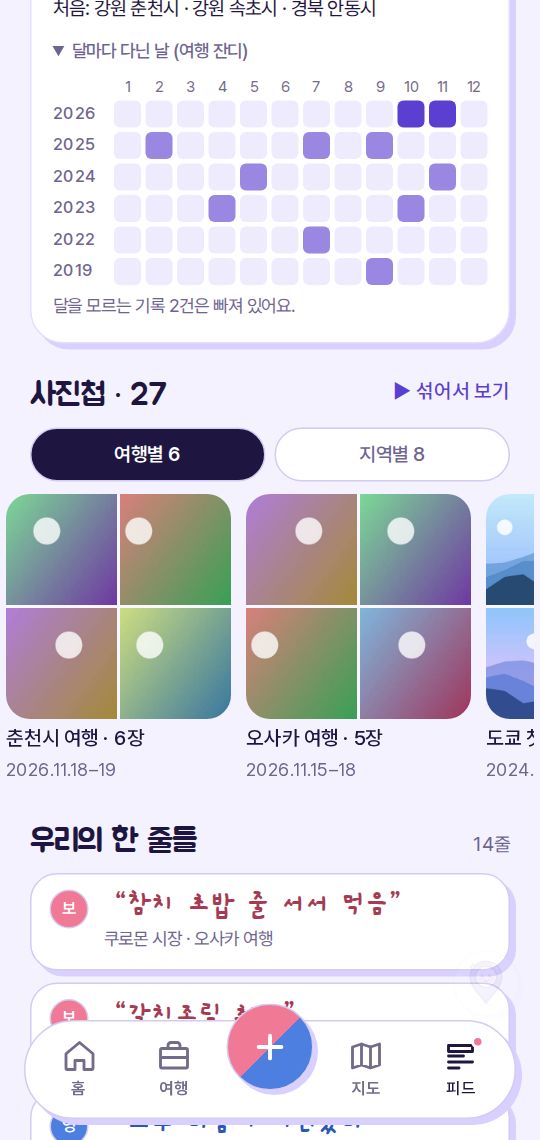 처음: 강원 춘천시 · 강원 속초시 · 경북 안동시
▼ 달마다 다닌 날 (여행 잔디)
1 2 3 4 5 6 7 8 9 10 11 12
2026
2025
2024
2023
2022
2019
달을 모르는 기록 2건은 빠져 있어요.
사진첩 · 27
▶ 섞어서 보기
여행별 6
지역별 8
춘천시 여행 · 6장
오사카 여행 · 5장
도쿄
2026.11.18–19
2026.11.15–18
2024.
우리의 한 줄들
14줄
보
“참치 초밥 줄 서서 먹음”
쿠로몬 시장 · 오사카 여행
보
“갈치조림
홈
여행
지도
피드